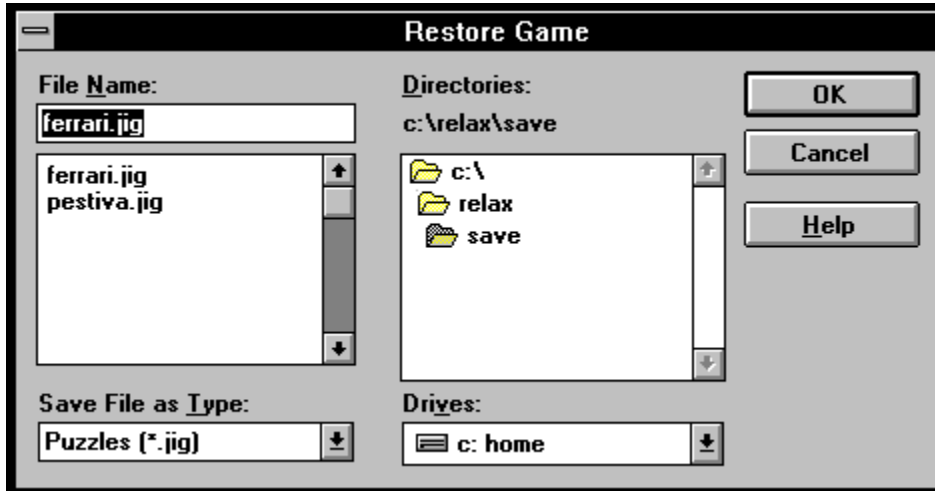 Restore Game
File Name:
ferrari.jig
ferrari.jig
pestiva.jig
Save File as Type:
Puzzles (*.jig)
Directories:
c:\relax\save
c:\
relax
save
Drives:
c: home
OK
Cancel
Help